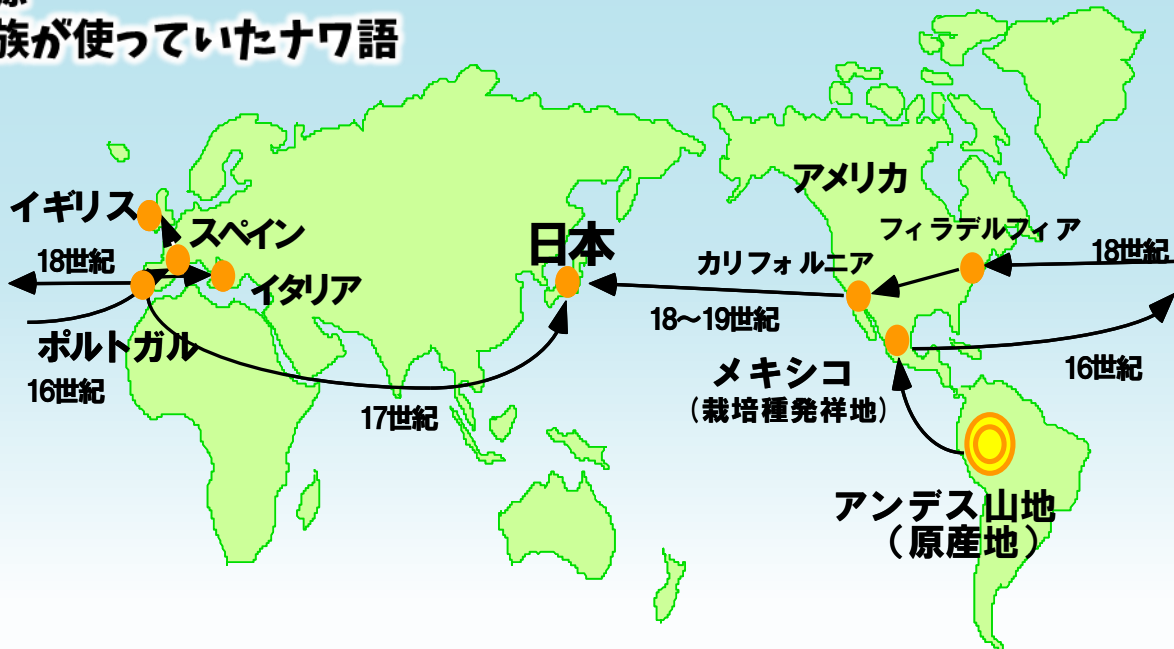 族が使っていたナワ語
アメリカ
イギリス
スペイン
フィラデルフィア
日本
18世紀
カリフォルニア
18世紀
イタリア
18〜19世紀
ポルトガル
メキシコ
16世紀
16世紀
(栽培種発祥地)
17世紀
アンデス山地
(原産地)